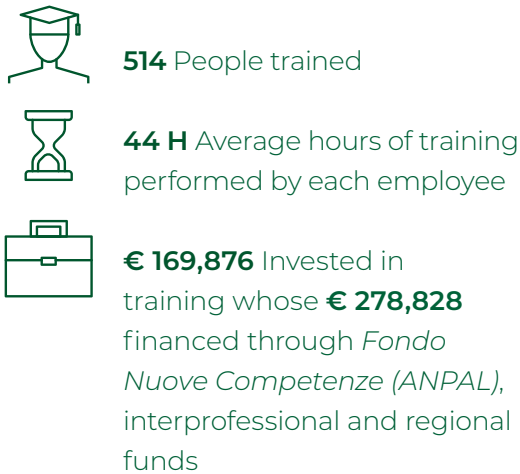 514 People trained
44 H Average hours of training
performed by each employee
€ 169,876 Invested in
training whose € 278,828
financed through Fondo
Nuove Competenze (ANPAL),
interprofessional and regional
funds